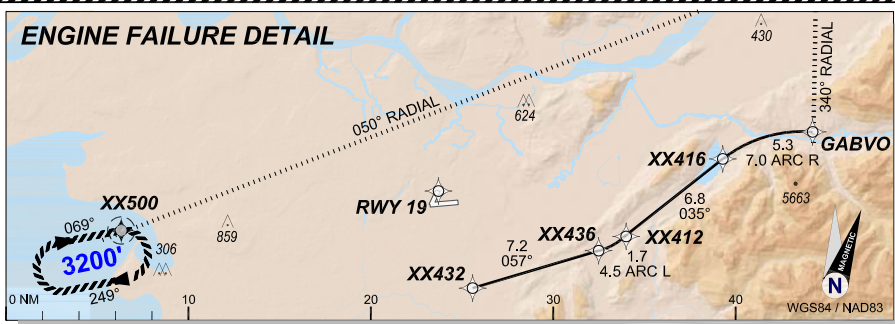 ENGINE FAILURE DETAIL
430
340° RADIAL
050° RADIAL
624
GABVO
5.3
7.0 ARC R
XX416
5663
XX500
069°
RWY 19
6.8
035°
859
306
3200'
249°
XX436
XX412
7.2
057°
1.7
4.5 ARC L
XX432
MAGNETIC
N
0 NM
10
20
30
40
WGS84 / NAD83